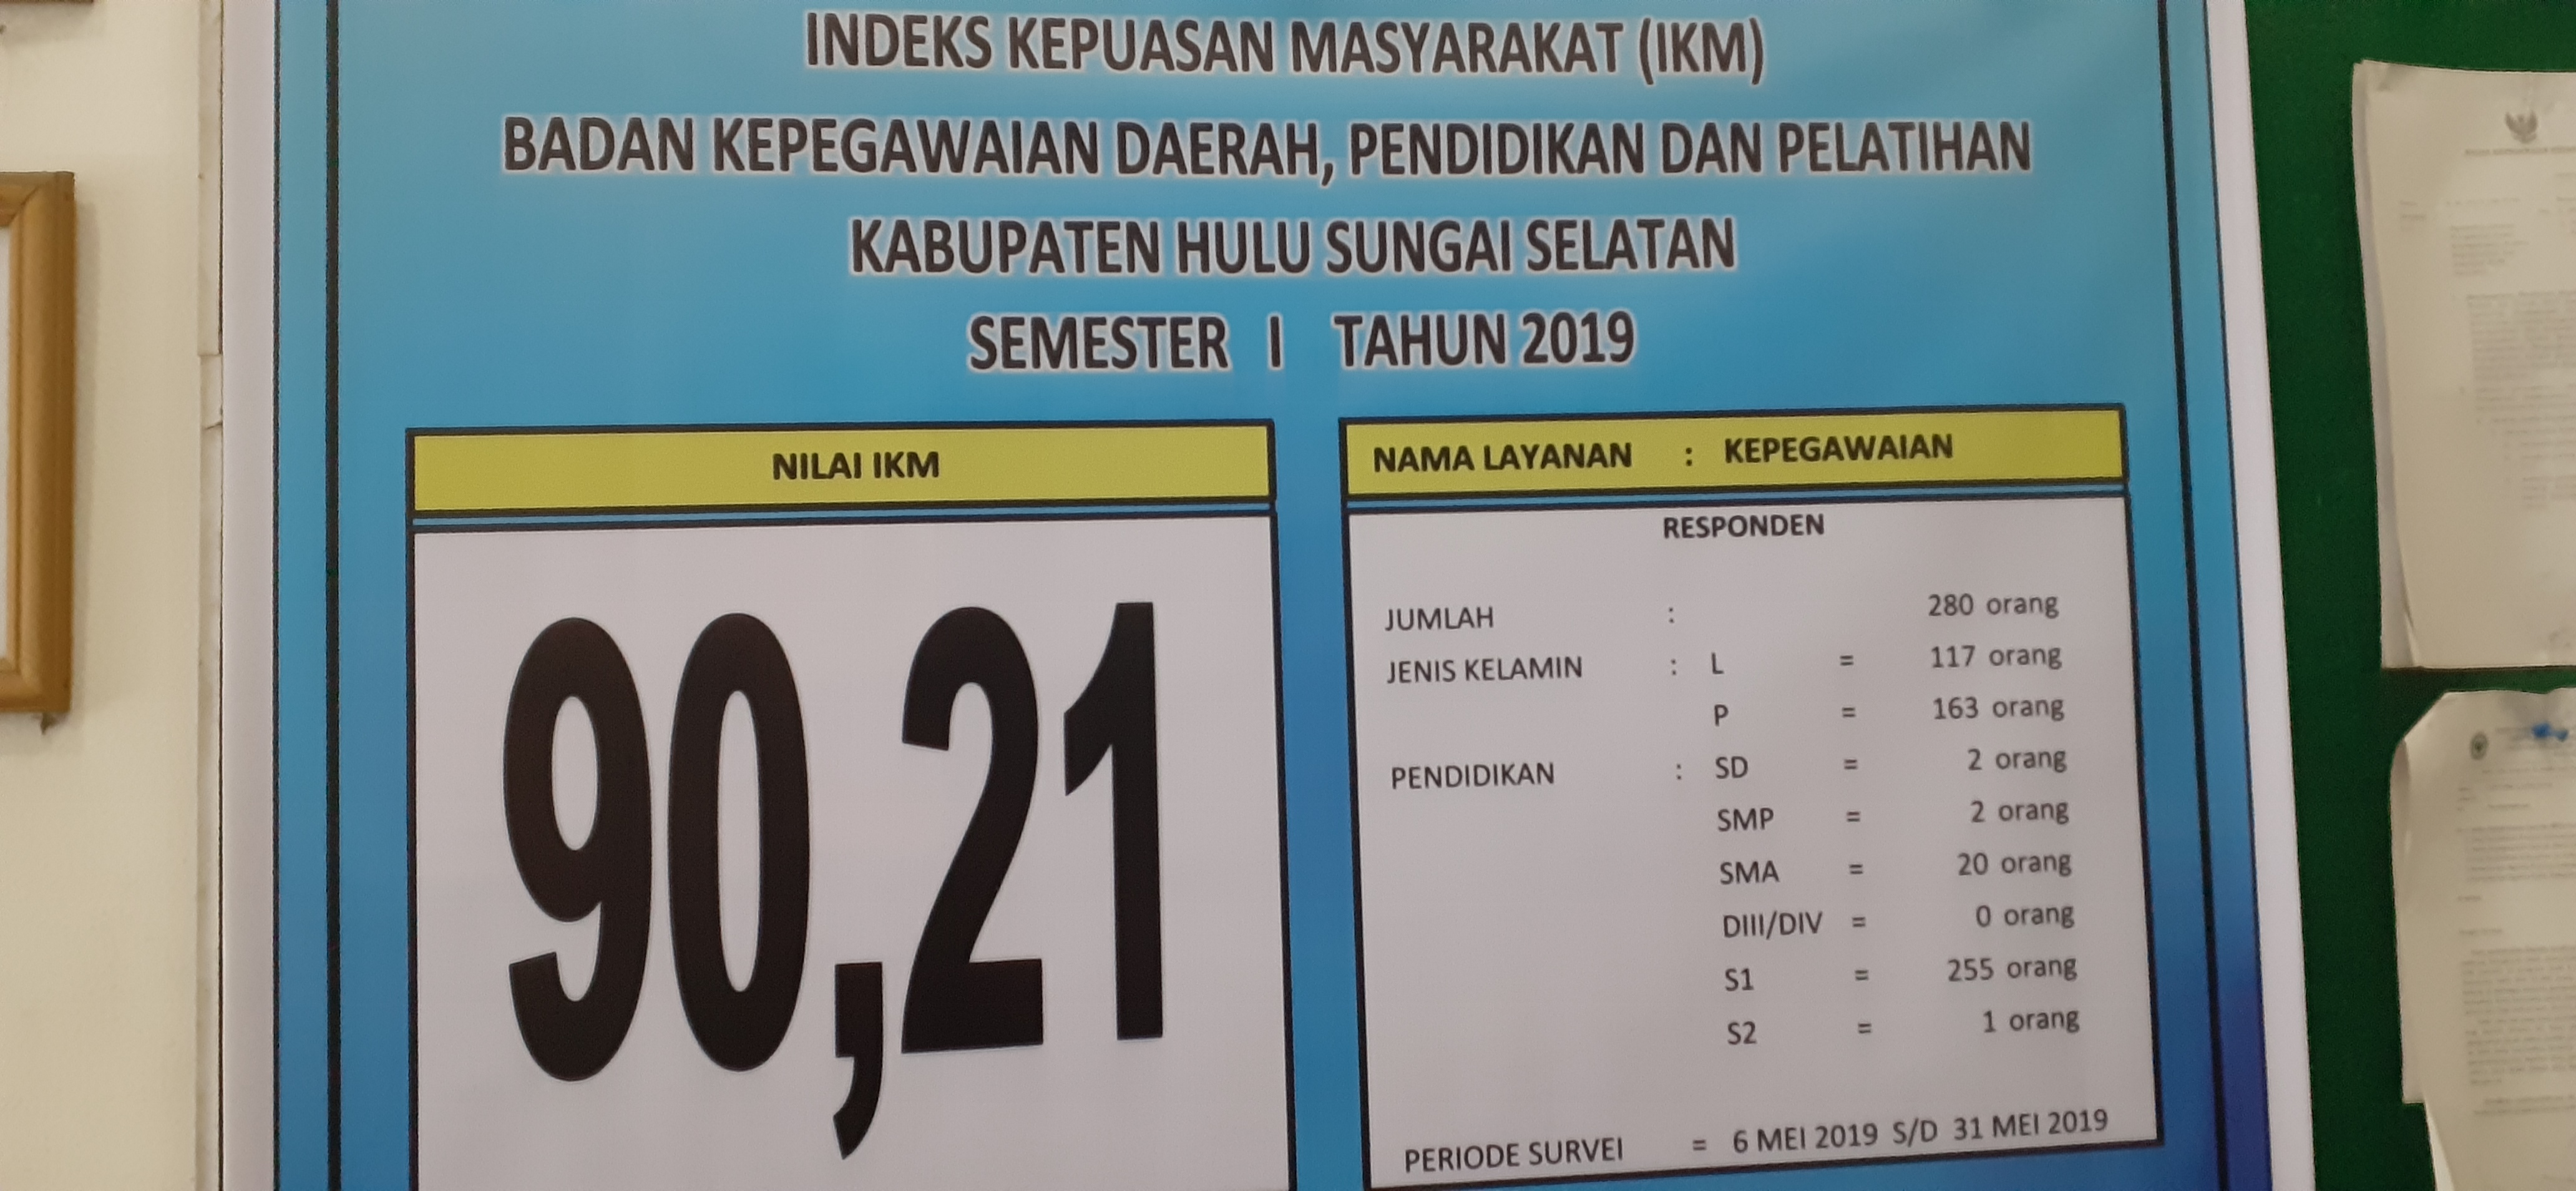 INDEKS KEPUASAN MASYARAKAT (IKM)
BADAN KEPEGAWAIAN DAERAH, PENDIDIKAN DAN PELATIHAN
KABUPATEN HULU SUNGAI SELATAN
SEMESTER I TAHUN 2019
NILAI IKM
90,21
NAMA LAYANAN : KEPEGAWAIAN
RESPONDEN
JUMLAH : 280 orang
JENIS KELAMIN : L = 117 orang
P = 163 orang
PENDIDIKAN : SD = 2 orang
SMP = 2 orang
SMA = 20 orang
DIII/DIV = 0 orang
S1 = 255 orang
S2 = 1 orang
PERIODE SURVEI = 6 MEI 2019 S/D 31 MEI 2019